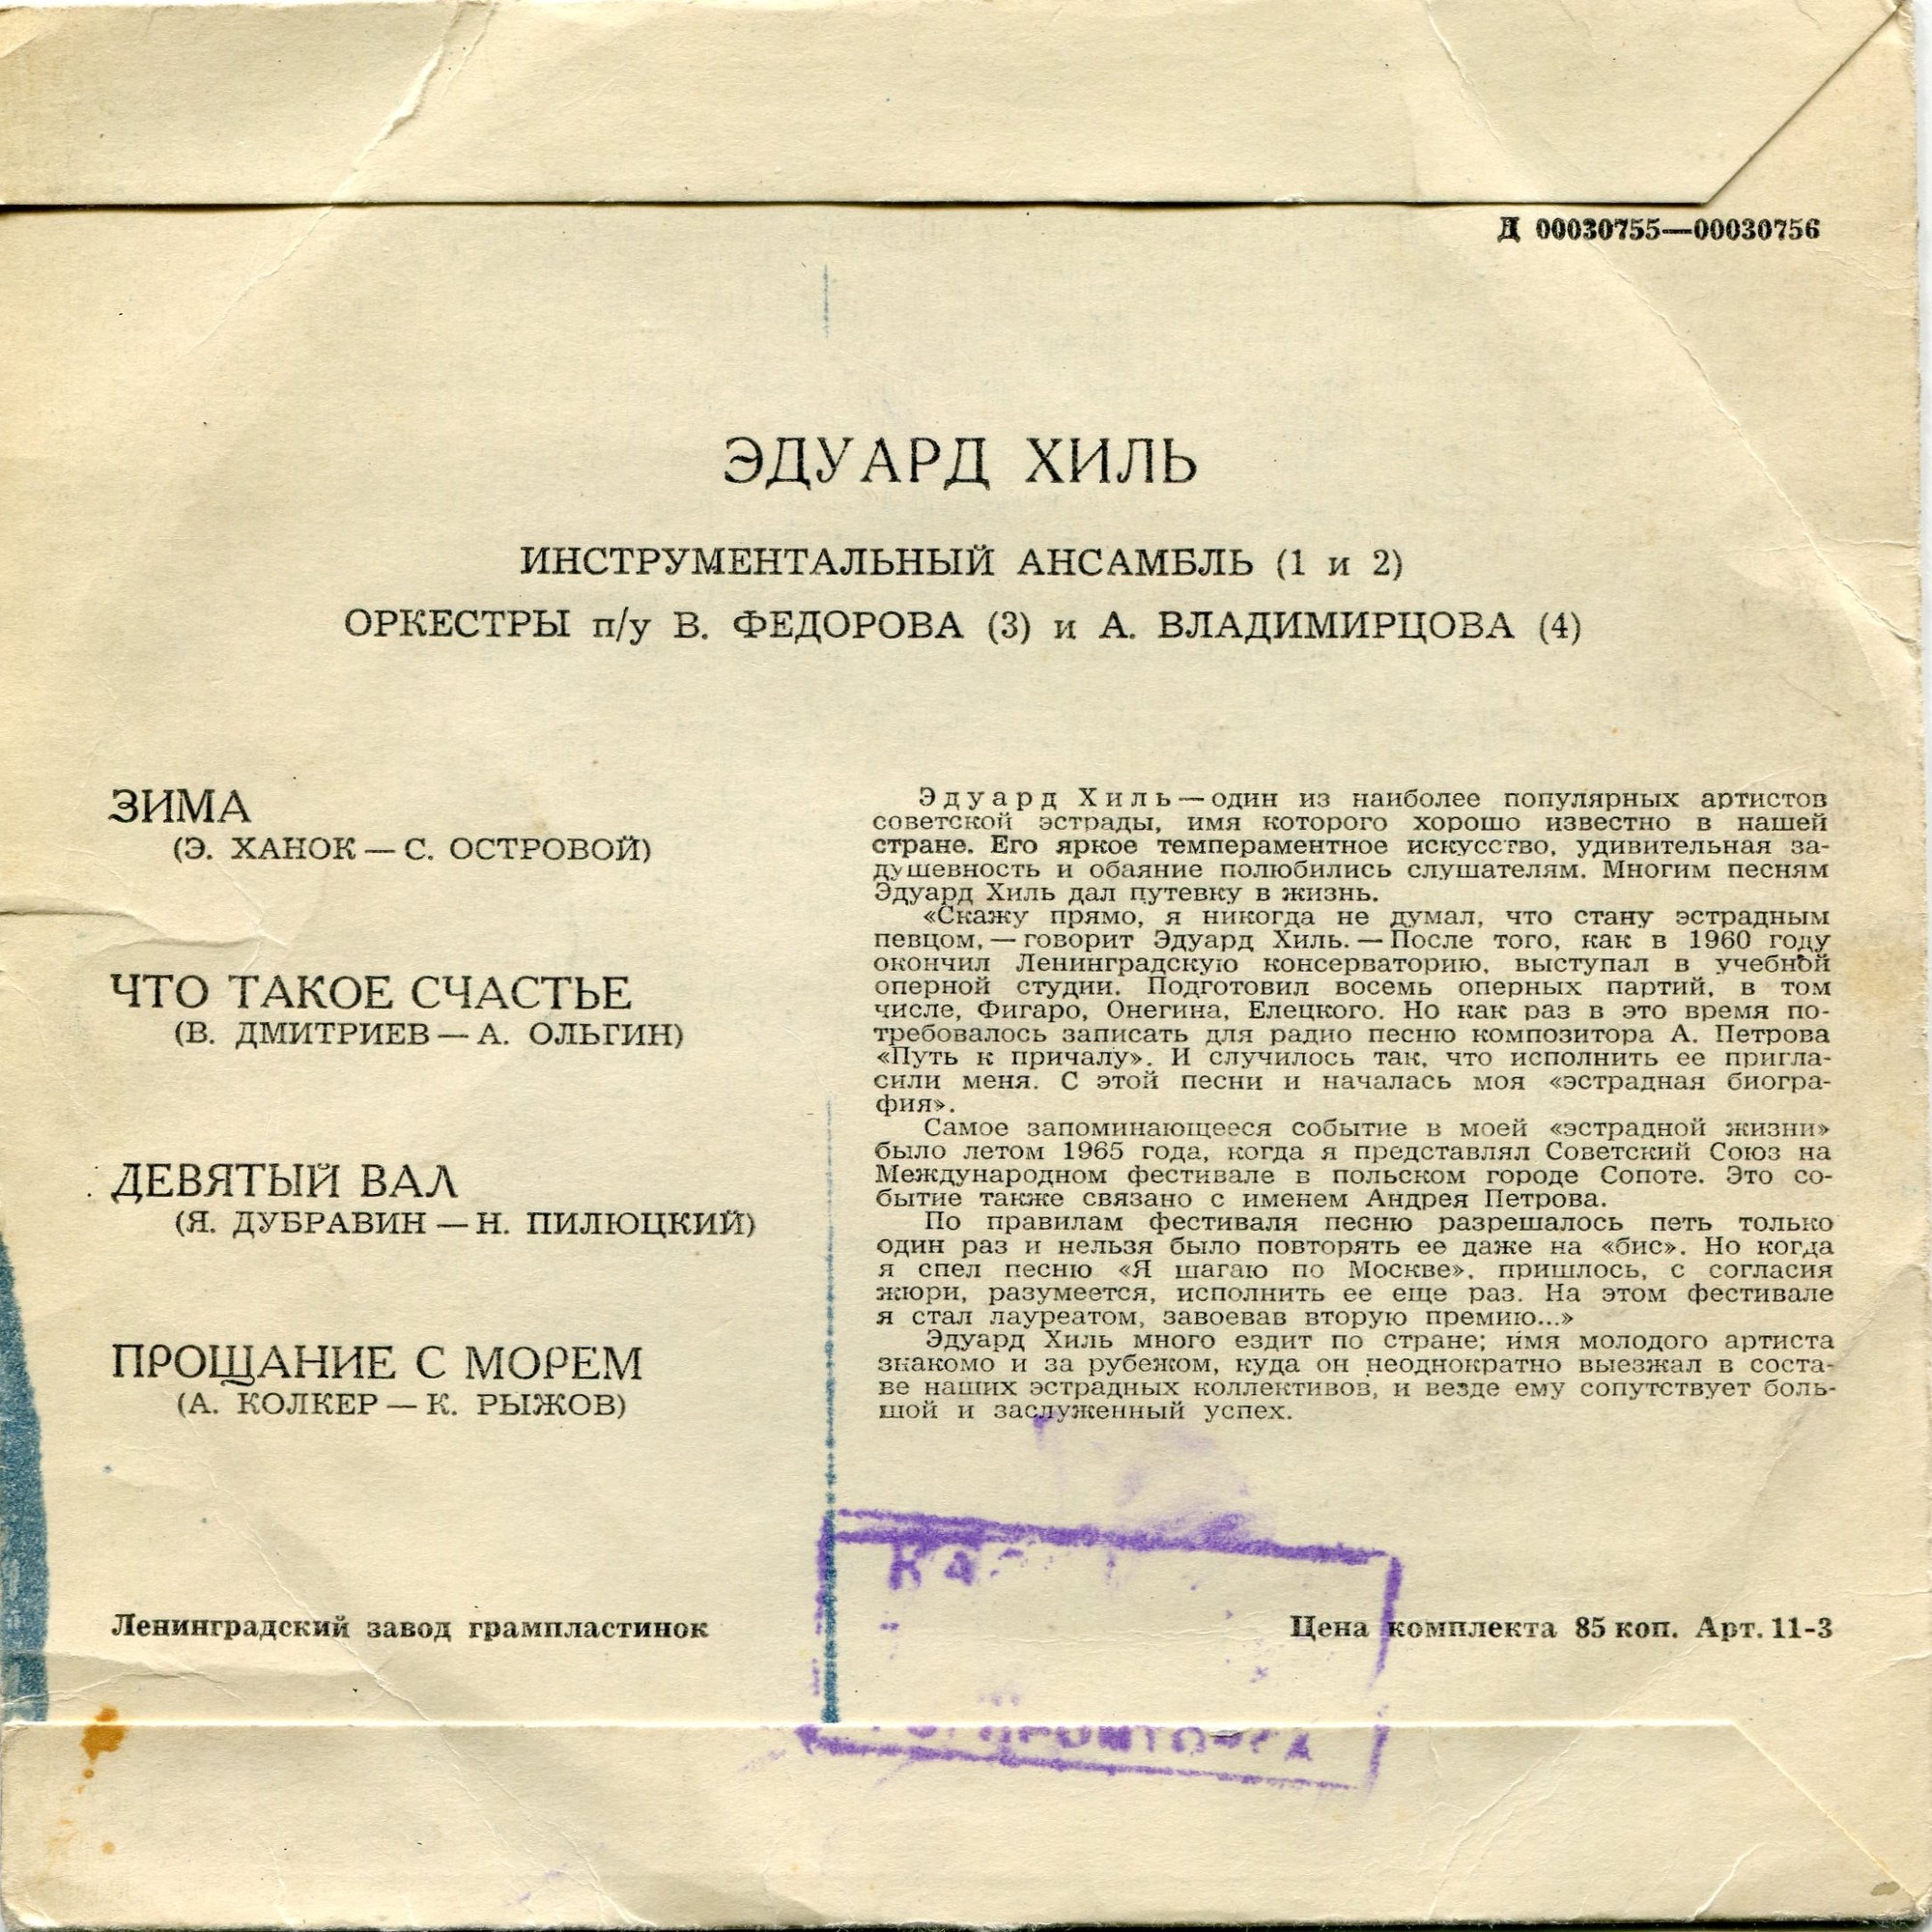 Д 00030755—00030756
ЭДУАРД ХИЛЬ
ИНСТРУМЕНТАЛЬНЫЙ АНСАМБЛЬ (1 и 2)
ОРКЕСТРЫ п/у В. ФЕДОРОВА (3) и А. ВЛАДИМИРЦОВА (4)
ЗИМА
(Э. ХАНОК — С. ОСТРОВОЙ)
ЧТО ТАКОЕ СЧАСТЬЕ
(В. ДМИТРИЕВ — А. ОЛЬГИН)
ДЕВЯТЫЙ ВАЛ
(Я. ДУБРАВИН — Н. ПИЛЮЦКИЙ)
ПРОЩАНИЕ С МОРЕМ
(А. КОЛКЕР — К. РЫЖОВ)
Эдуард Хиль — один из наиболее популярных артистов
советской эстрады, имя которого хорошо известно в нашей
стране. Его яркое темпераментное искусство, удивительная за-
душевность и обаяние полюбились слушателям. Многим песням
Эдуард Хиль дал путевку в жизнь.
«Скажу прямо, я никогда не думал, что стану эстрадным
певцом, — говорит Эдуард Хиль. — После того, как в 1960 году
окончил Ленинградскую консерваторию, выступал в учебной
оперной студии. Подготовил восемь оперных партий, в том
числе, Фигаро, Онегина, Елецкого. Но как раз в это время по-
требовалось записать для радио песню композитора А. Петрова
«Путь к причалу». И случилось так, что исполнить ее пригла-
сили меня. С этой песни и началась моя «эстрадная биогра-
фия».
Самое запоминающееся событие в моей «эстрадной жизни»
было летом 1965 года, когда я представлял Советский Союз на
Международном фестивале в польском городе Сопоте. Это со-
бытие также связано с именем Андрея Петрова.
По правилам фестиваля песню разрешалось петь только
один раз и нельзя было повторять ее даже на «бис». Но когда
я спел песню «Я шагаю по Москве», пришлось, с согласия
жюри, разумеется, исполнить ее еще раз. На этом фестивале
я стал лауреатом, завоевав вторую премию...»
Эдуард Хиль много ездит по стране; имя молодого артиста
знакомо и за рубежом, куда он неоднократно выезжал в соста-
ве наших эстрадных коллективов, и везде ему сопутствует боль-
шой и заслуженный успех.
Ленинградский завод грампластинок
Цена комплекта 85 коп. Арт. 11-3